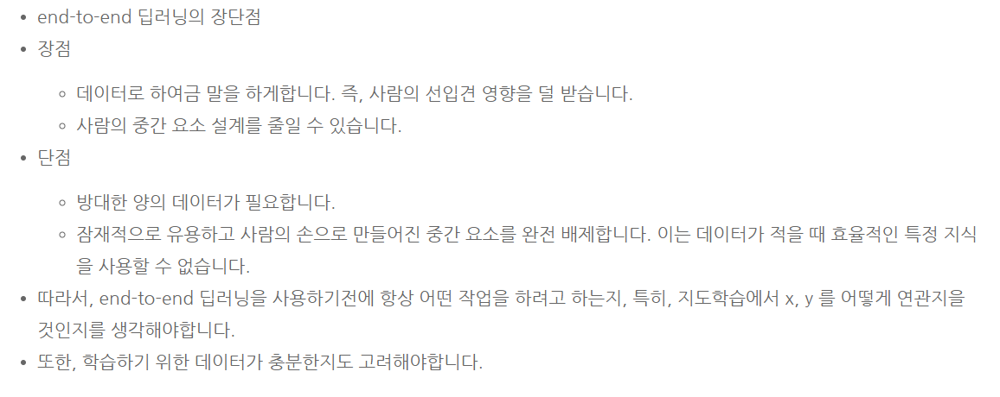 end-to-end 딥러닝의 장단점
장점
데이터로 하여금 말을 하게합니다. 즉, 사람의 선입견 영향을 덜 받습니다.
사람의 중간 요소 설계를 줄일 수 있습니다.
단점
방대한 양의 데이터가 필요합니다.
잠재적으로 유용하고 사람의 손으로 만들어진 중간 요소를 완전 배제합니다. 이는 데이터가 적을 때 효율적인 특정 지식
을 사용할 수 없습니다.
따라서, end-to-end 딥러닝을 사용하기전에 항상 어떤 작업을 하려고 하는지, 특히, 지도학습에서 x, y 를 어떻게 연관지을
것인지를 생각해야합니다.
또한, 학습하기 위한 데이터가 충분한지도 고려해야합니다.